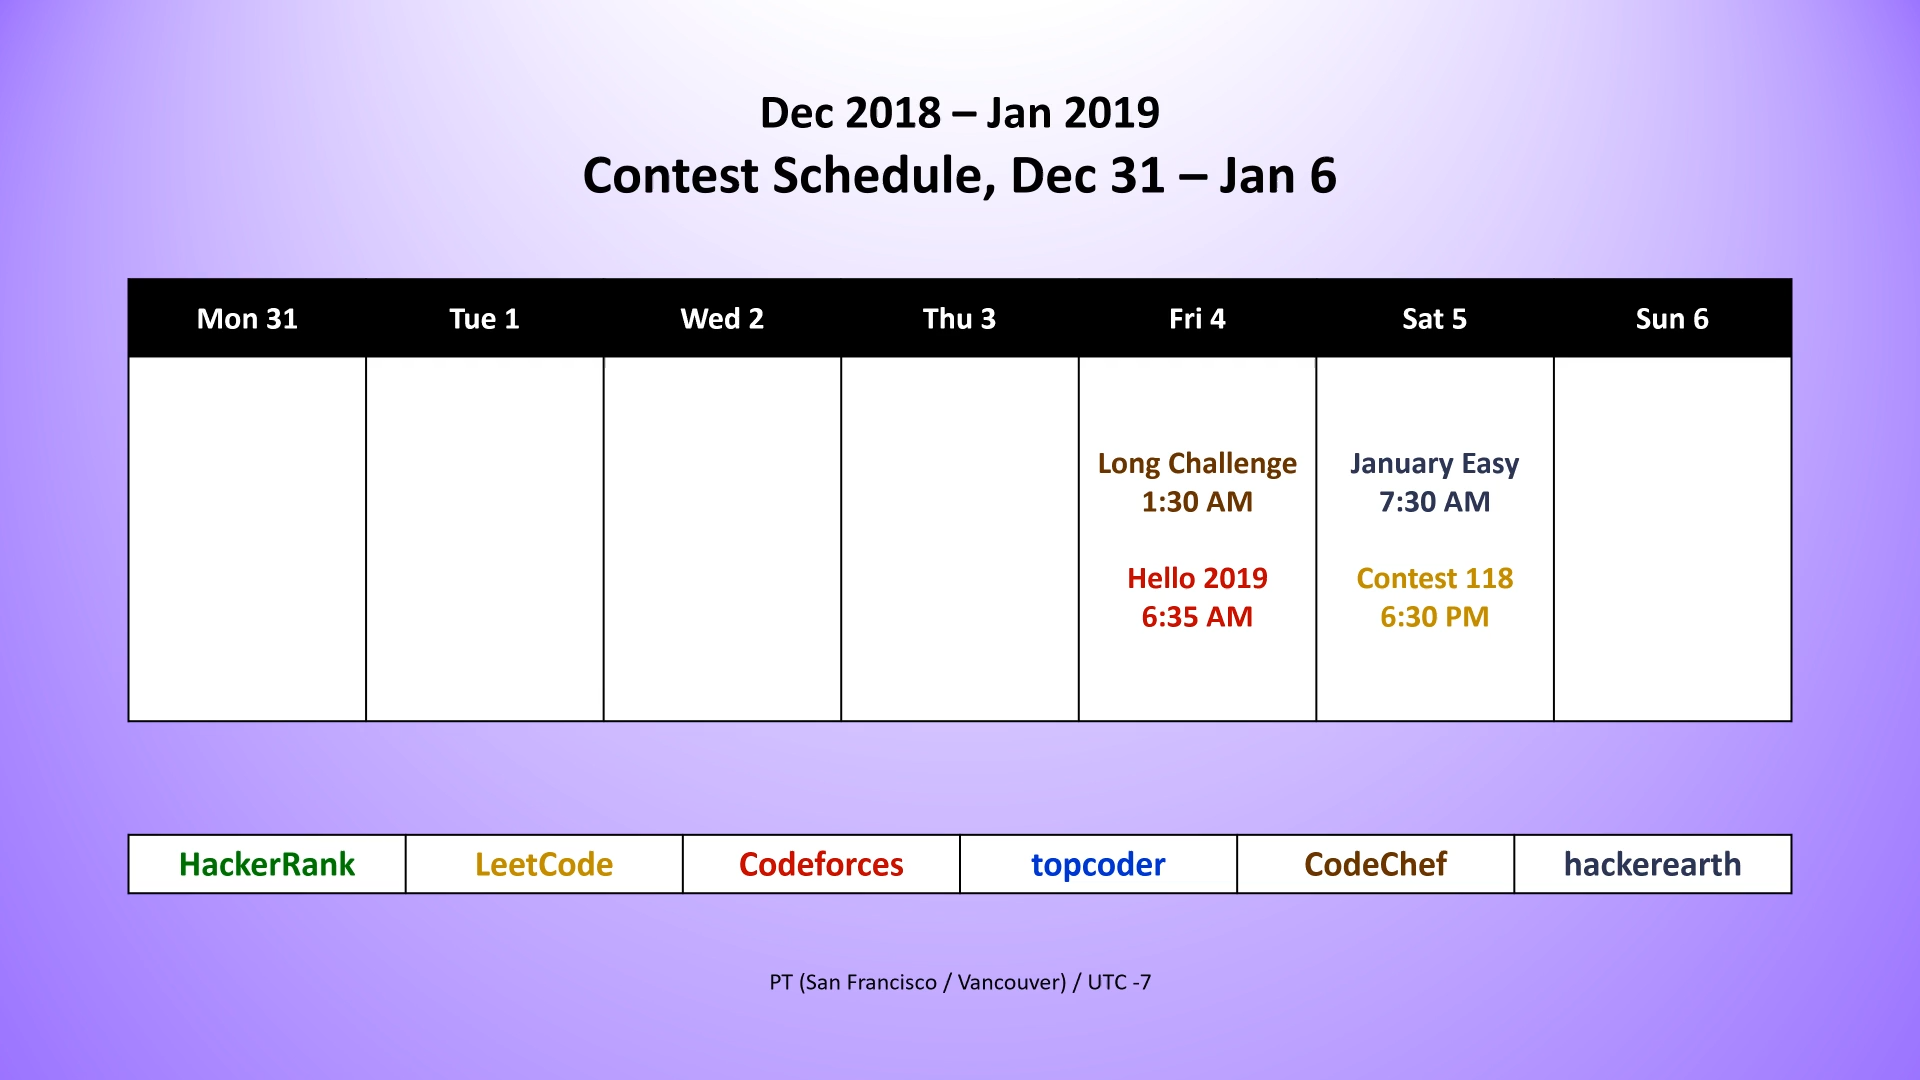 Dec 2018 – Jan 2019
Contest Schedule, Dec 31 – Jan 6
Mon 31
Tue 1
Wed 2
Thu 3
Fri 4
Sat 5
Sun 6
Long Challenge
1:30 AM
Hello 2019
6:35 AM
January Easy
7:30 AM
Contest 118
6:30 PM
HackerRank
LeetCode
Codeforces
topcoder
CodeChef
hackerearth
PT (San Francisco / Vancouver) / UTC -7